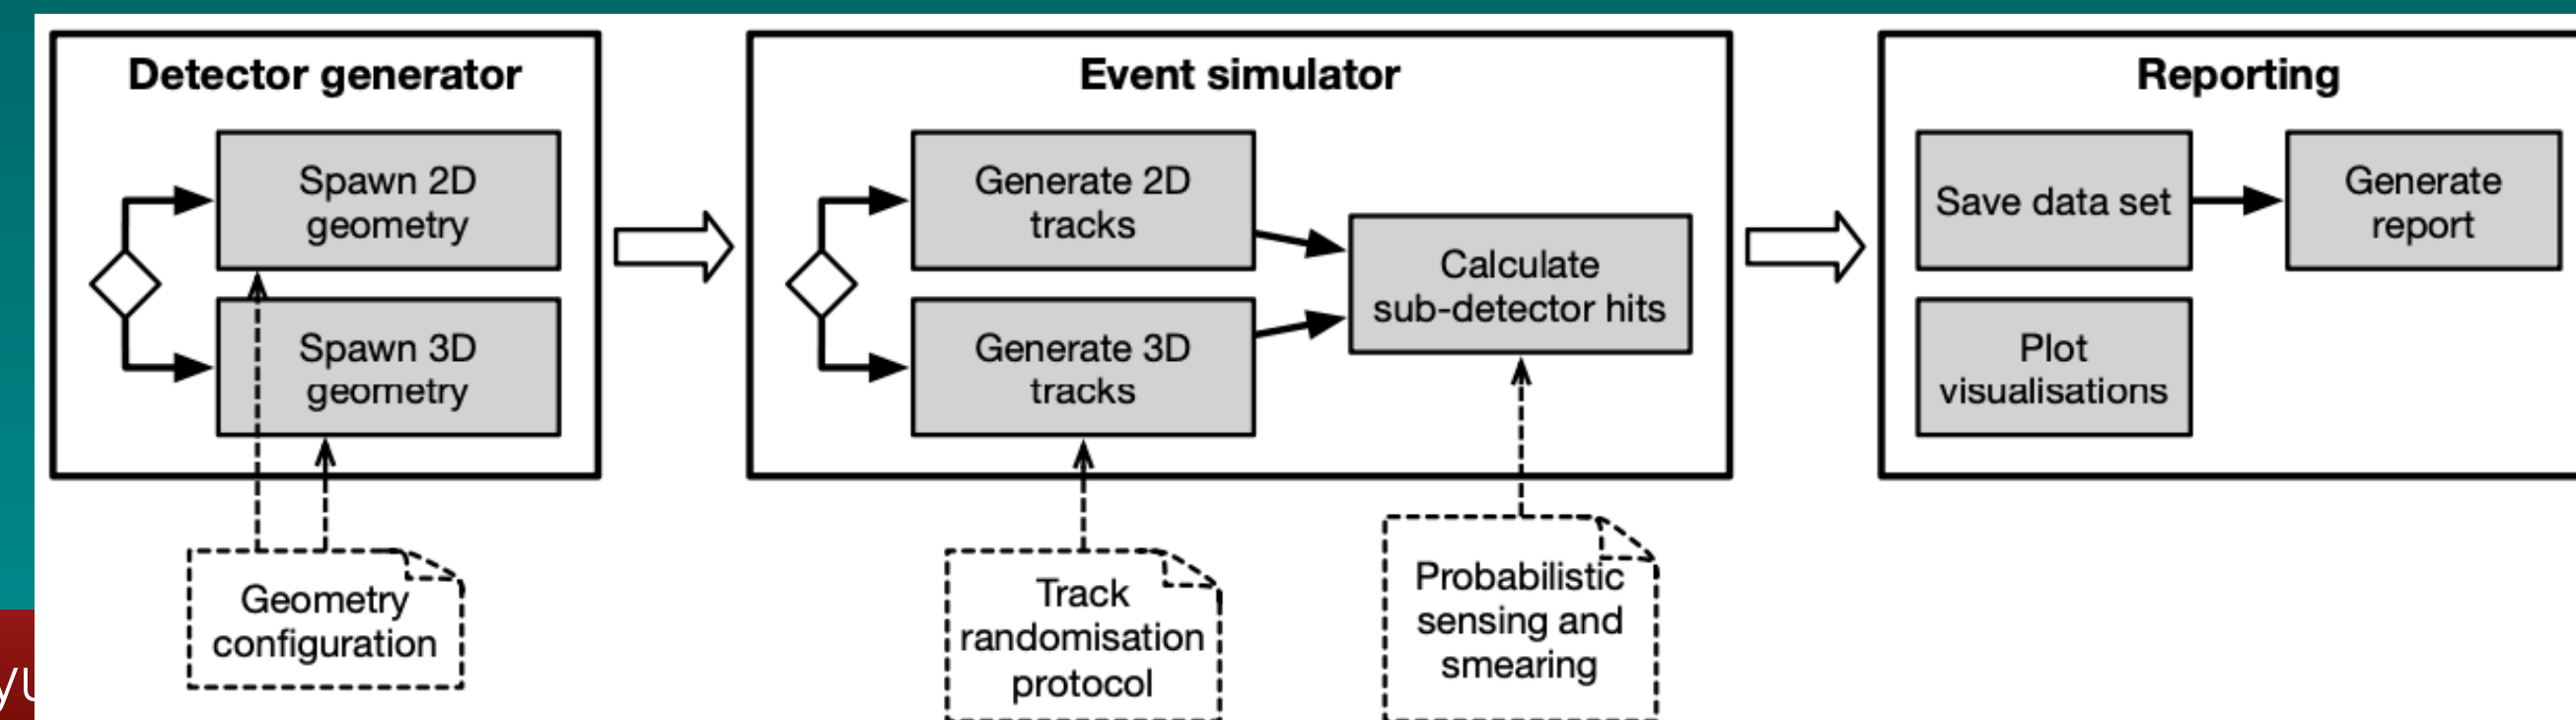 Detector generator
Spawn 2D
geometry
Spawn 3D
geometry
Geometry
configuration
Event simulator
Generate 2D
tracks
Generate 3D
tracks
Calculate
sub-detector hits
Track
randomisation
protocol
Probabilistic
sensing and
smearing
Reporting
Save data set
Generate
report
Plot
visualisations
yu